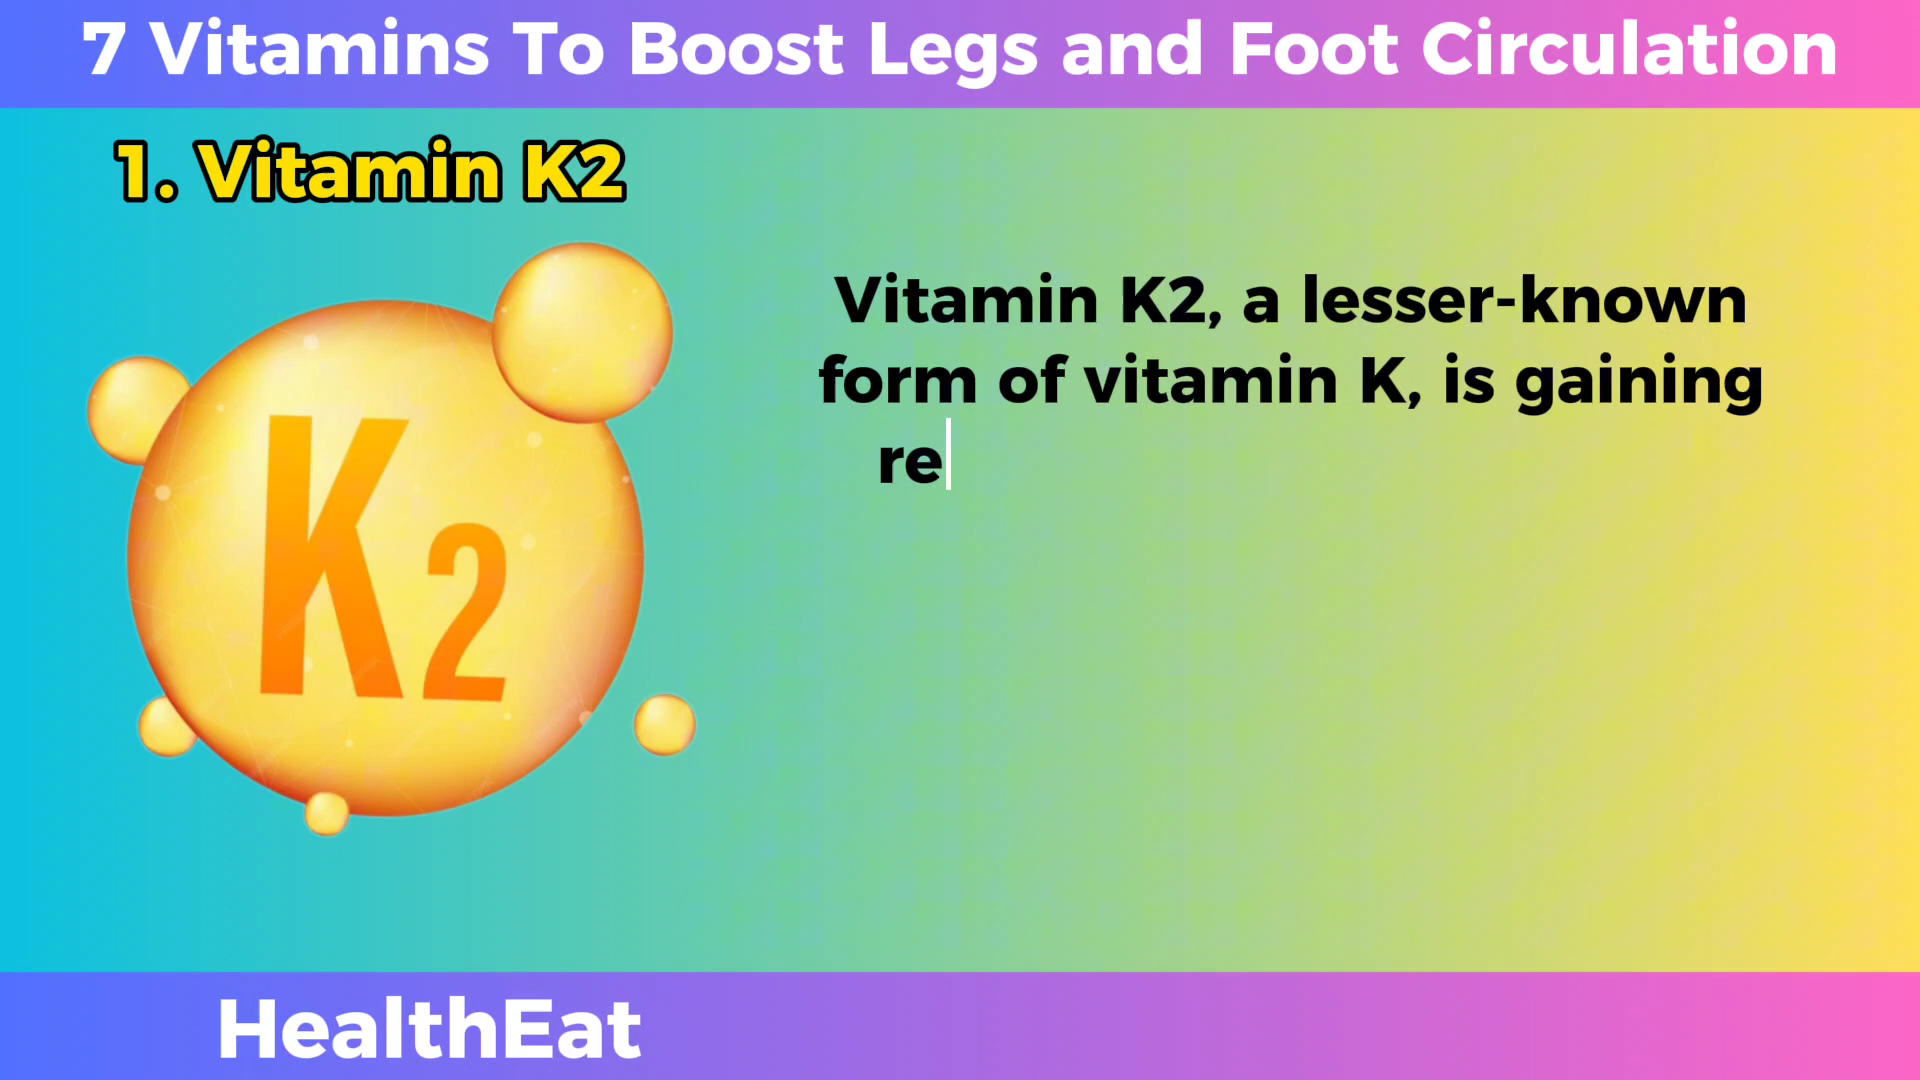 7 Vitamins To Boost Legs and Foot Circulation
1. Vitamin K2
K2
Vitamin K2, a lesser-known
form of vitamin K, is gaining
re
HealthEat